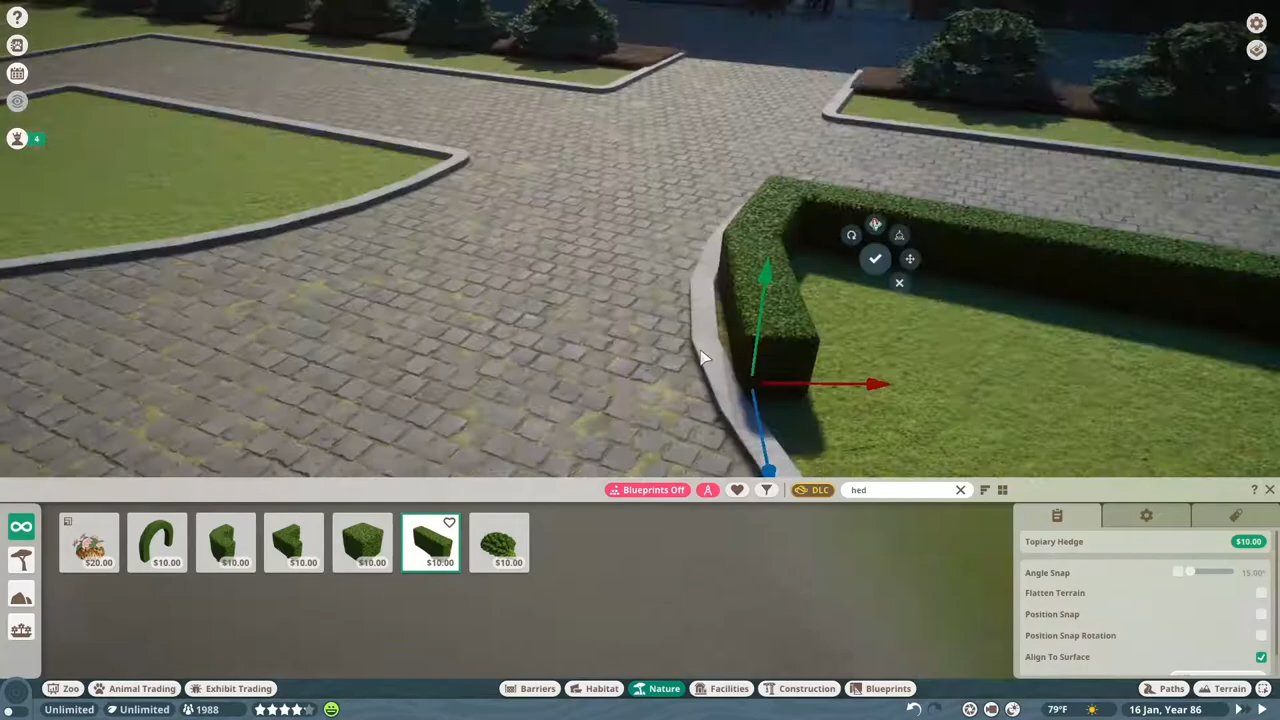 ?
4
Blueprints Off
DLC
hed
?
$20.00
$10.00
$10.00
$10.00
$10.00
$10.00
$10.00
Topiary Hedge
$10.00
Angle Snap
15.00°
Flatten Terrain
Position Snap
Position Snap Rotation
Align To Surface
Zoo
Animal Trading
Exhibit Trading
Barriers
Habitat
Nature
Facilities
Construction
Blueprints
Paths
Terrain
Unlimited
Unlimited
1988
79°F
16 Jan, Year 86